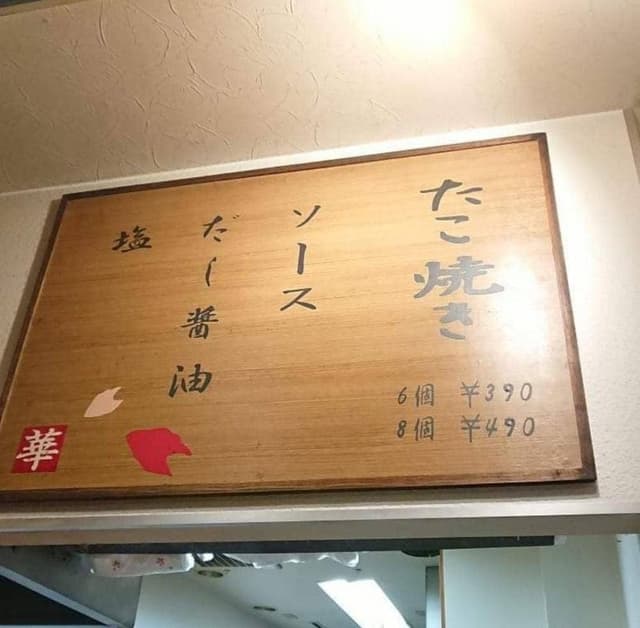 たこ焼き
6個 ¥390
8個 ¥490
ソース
だし醤油
塩
華